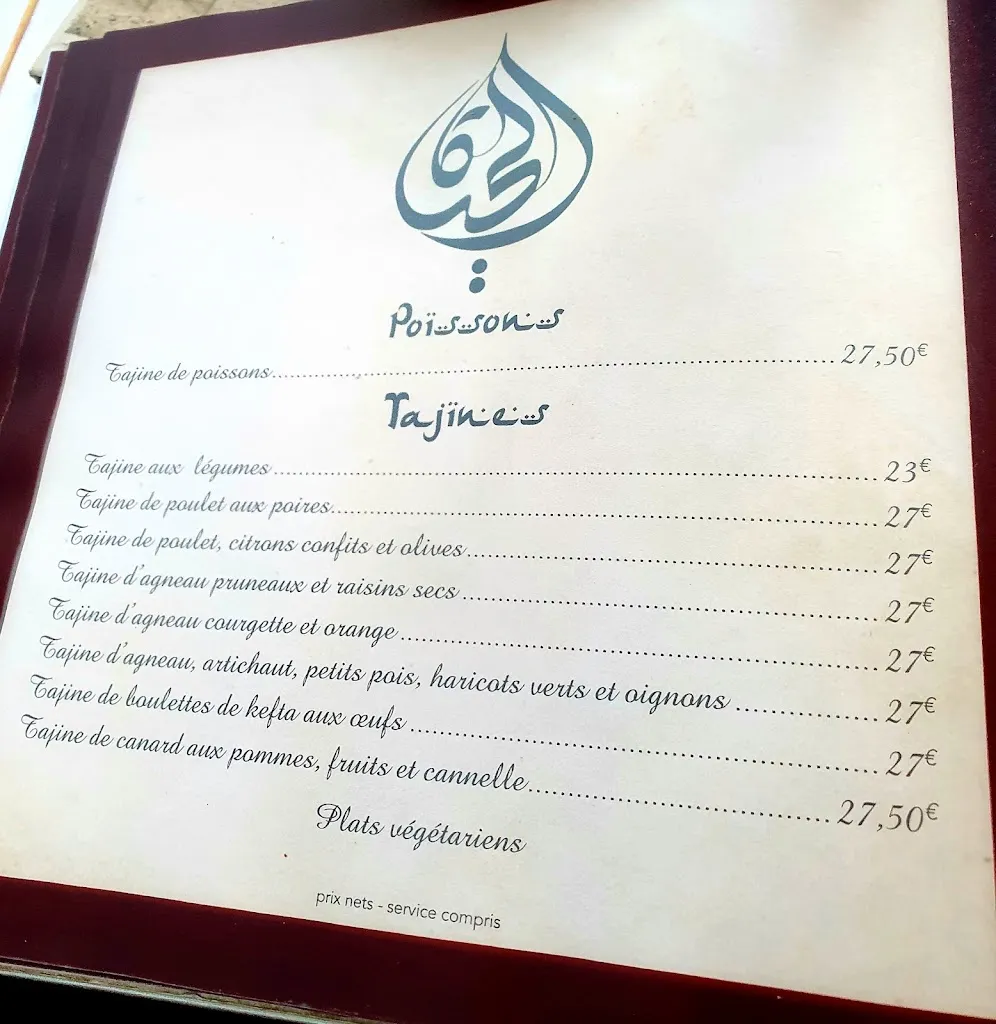 Poïssons
Tajine de poissons 27,50€
Tajïnes
Tajine aux légumes 23€
Tajine de poulet aux poires 27€
Tajine de poulet, citrons confits et olives 27€
Tajine d'agneau pruneaux et raisins secs 27€
Tajine d'agneau courgette et orange 27€
Tajine d'agneau, artichaut, petits pois, haricots verts et oignons 27€
Tajine de boulettes de kefta aux œufs 27€
Tajine de canard aux pommes, fruits et cannelle 27,50€
Plats végétariens
prix nets - service compris